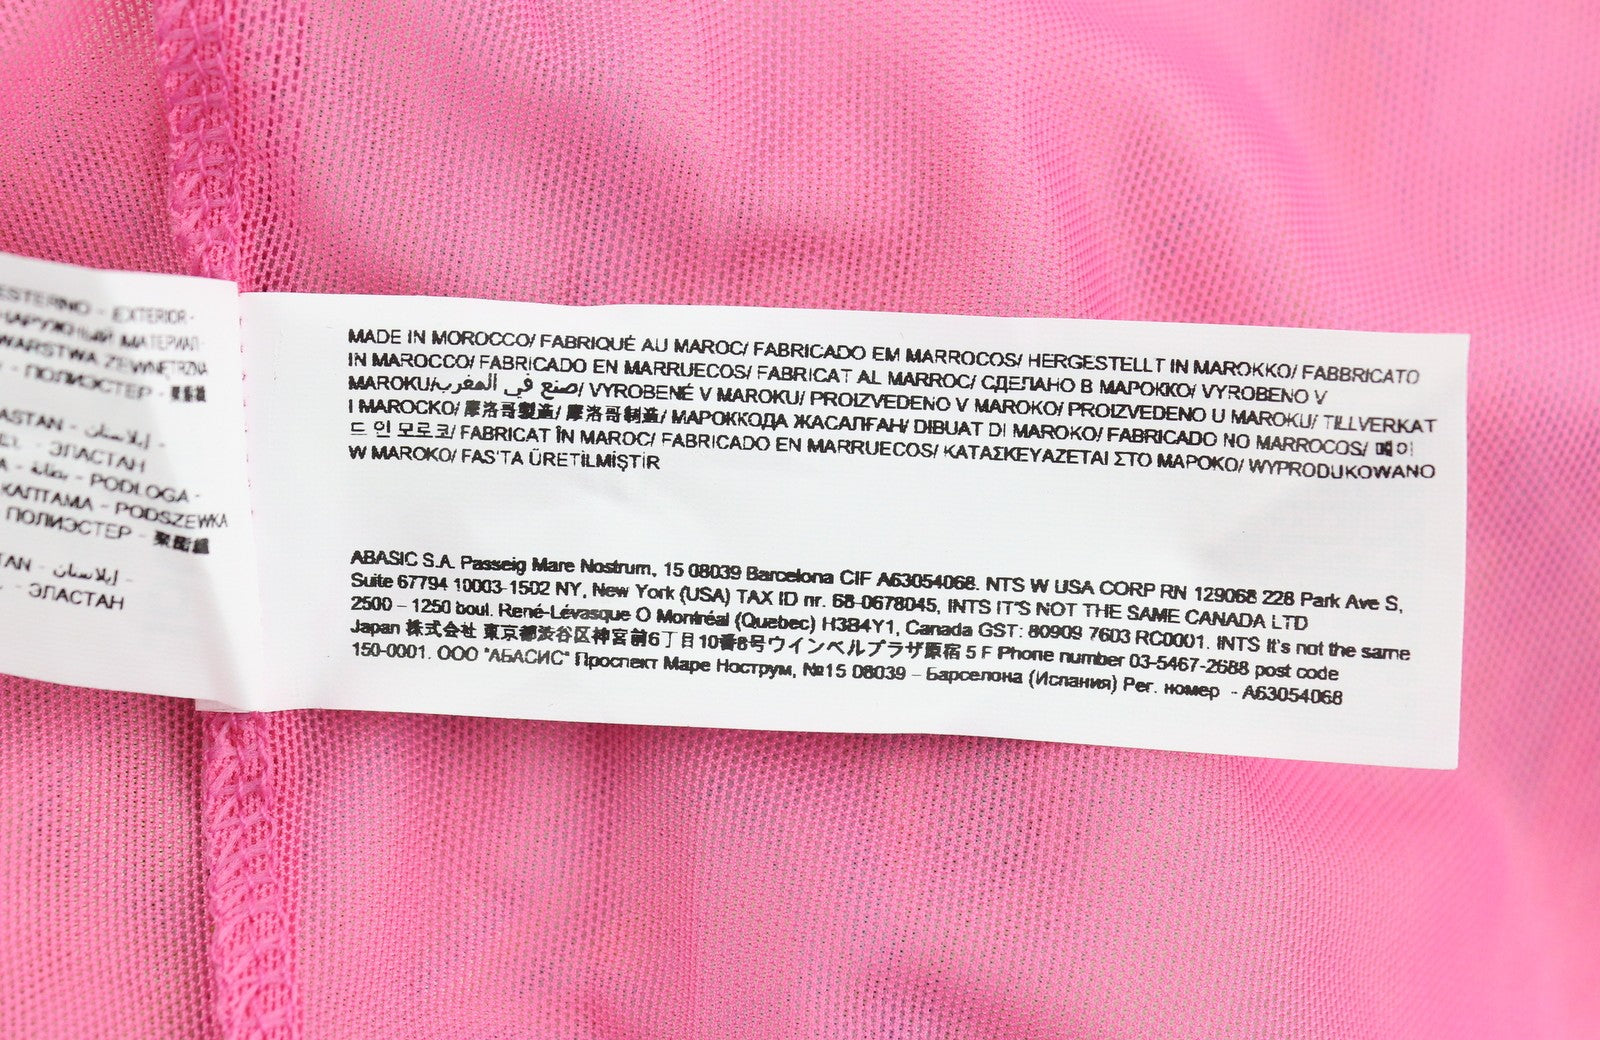 ESTERNO - EXTERIOR -
НАРУЖНЫЙ МАТЕРИАЛ -
WARSTWA ZEWNĘTRZNA
- ПОЛИЭСТЕР - 聚酯纖
ASTAN - إيلاستان -
- ЭЛАСТАН
A - بطانة - PODLOGA -
КАПТАМА - PODSZEWKA
ПОЛИЭСТЕР - 聚酯纖
TAN - إيلاستان -
- ЭЛАСТАН
MADE IN MOROCCO/ FABRIQUÉ AU MAROC/ FABRICADO EM MARROCOS/ HERGESTELLT IN MAROKKO/ FABBRICATO
IN MAROCCO/ FABRICADO EN MARRUECOS/ FABRICAT AL MARROC/ СДЕЛАНО В МАРОККО/ VYROBENO V
MAROKU/صنع في المغرب/ VYROBENÉ V MAROKU/ PROIZVEDENO V MAROKO/ PROIZVEDENO U MAROKU/ TILLVERKAT
I MAROCKO/ 摩洛哥製造/ 摩洛哥制造/ МАРОККОДА ЖАСАЛҒАН/ DIBUAT DI MAROKO/ FABRICADO NO MARROCOS/ 메이
드 인 모로코/ FABRICAT ÎN MAROC/ FABRICADO EN MARRUECOS/ ΚΑΤΑΣΚΕΥΑΖΕΤΑΙ ΣΤΟ ΜΑΡΟΚΟ/ WYPRODUKOWANO
W MAROKO/ FAS'TA ÜRETİLMİŞTİR
ABASIC S.A. Passeig Mare Nostrum, 15 08039 Barcelona CIF A63054068. NTS W USA CORP RN 129068 228 Park Ave S,
Suite 67794 10003-1502 NY, New York (USA) TAX ID nr. 68-0678045, INTS IT'S NOT THE SAME CANADA LTD
2500 – 1250 boul. René-Lévasque O Montréal (Quebec) H3B4Y1, Canada GST: 80909 7603 RC0001. INTS It's not the same
Japan 株式会社 東京都渋谷区神宮前6丁目10番8号ウインベルプラザ原宿 5 F Phone number 03-5467-2688 post code
150-0001. ООО "АБАСИС" Проспект Маре Нострум, №15 08039 – Барселона (Испания) Рег. номер - A63054068